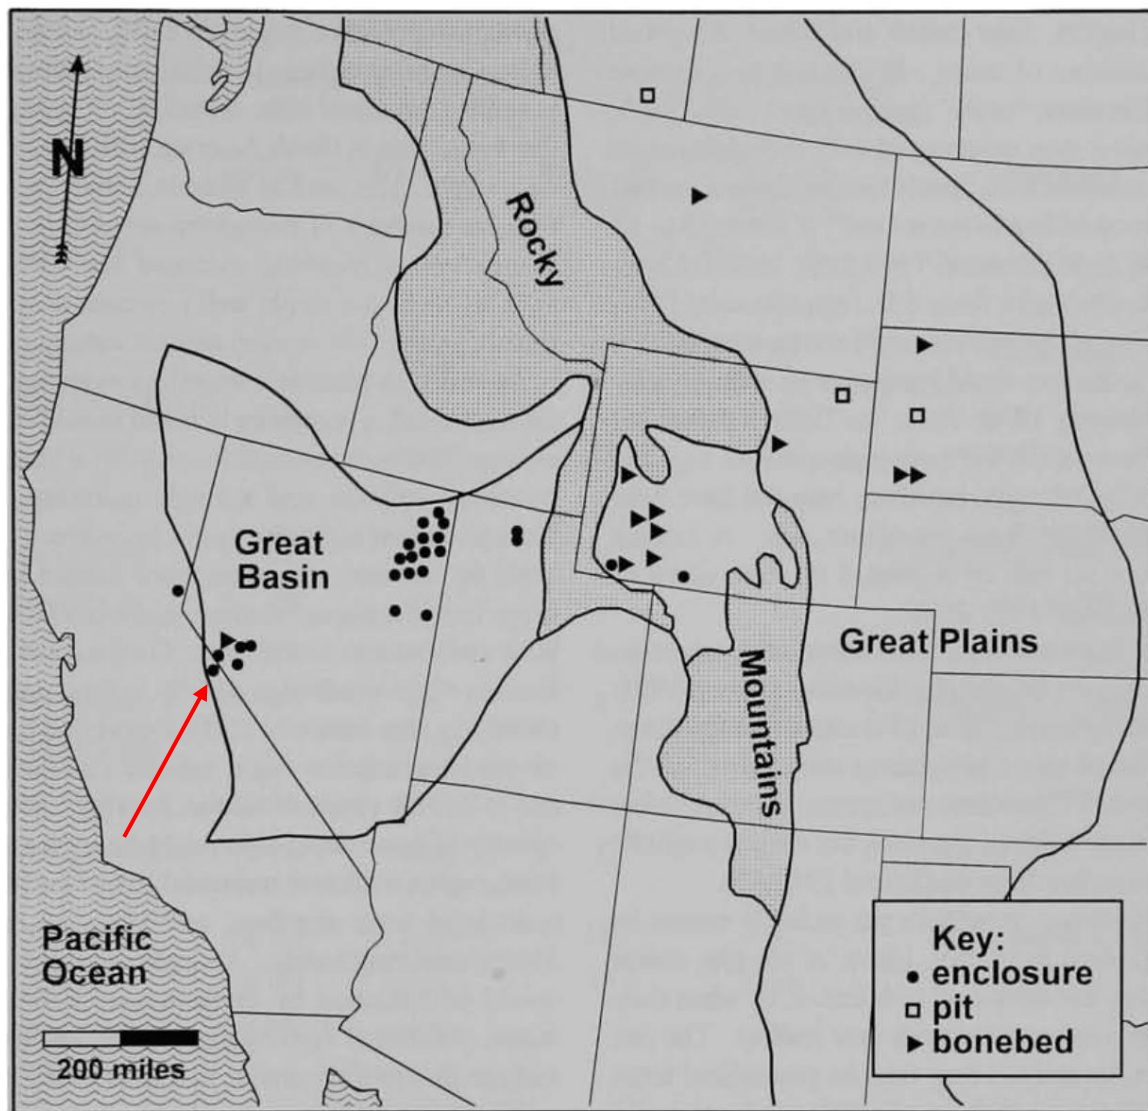 N
Rocky
Great
Basin
Great Plains
Mountains
Pacific
Ocean
200 miles
Key:
enclosure
pit
bonebed